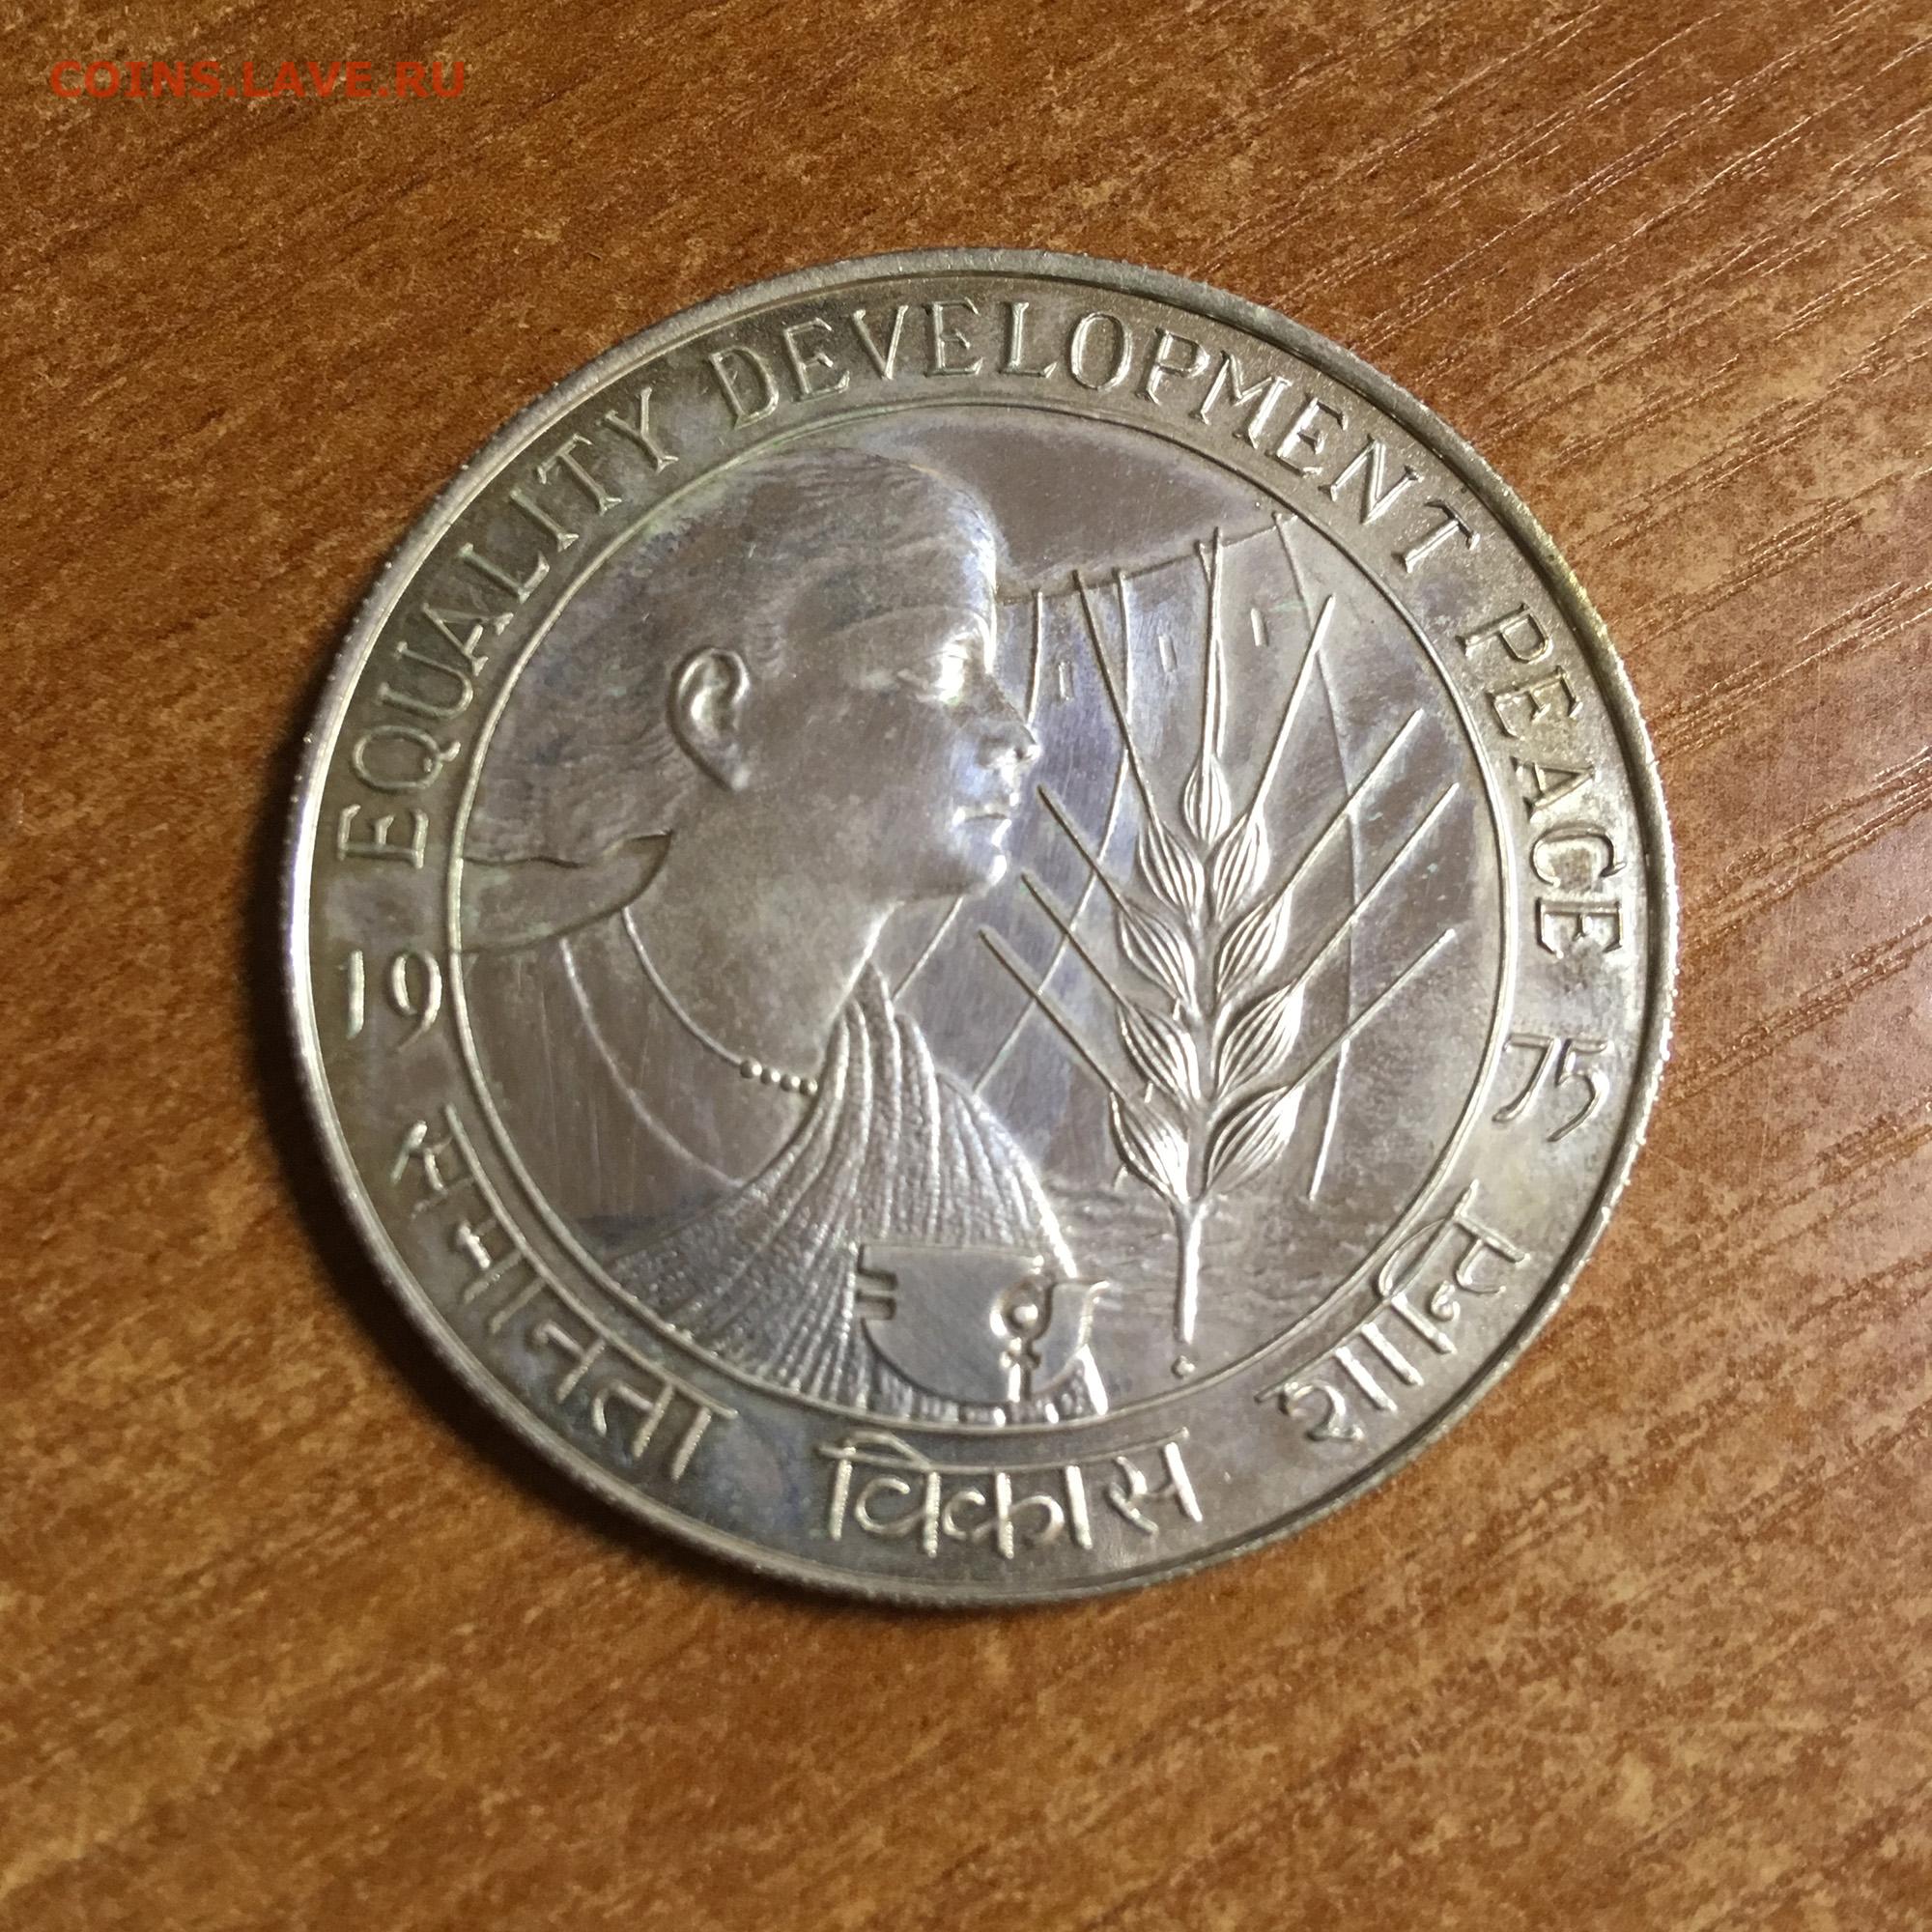 COINS.LAVE.RU
EQUALITY DEVELOPMENT PEACE
19 75
समानता विकास शान्ति